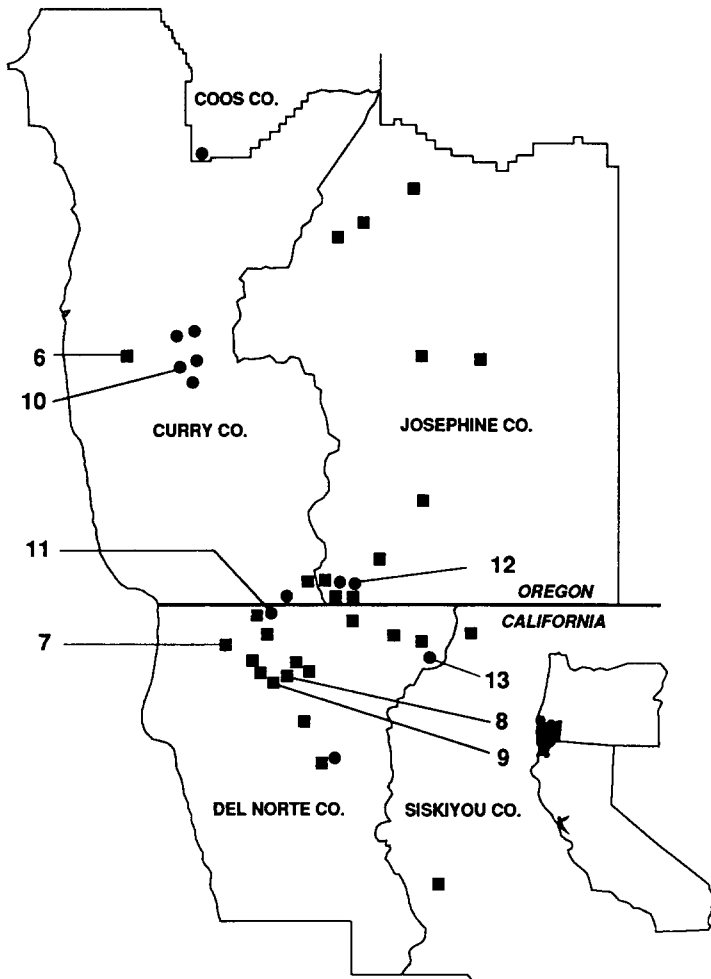 COOS CO.
6
10
CURRY CO.
JOSEPHINE CO.
11
12
OREGON
CALIFORNIA
7
13
8
9
DEL NORTE CO.
SISKIYOU CO.